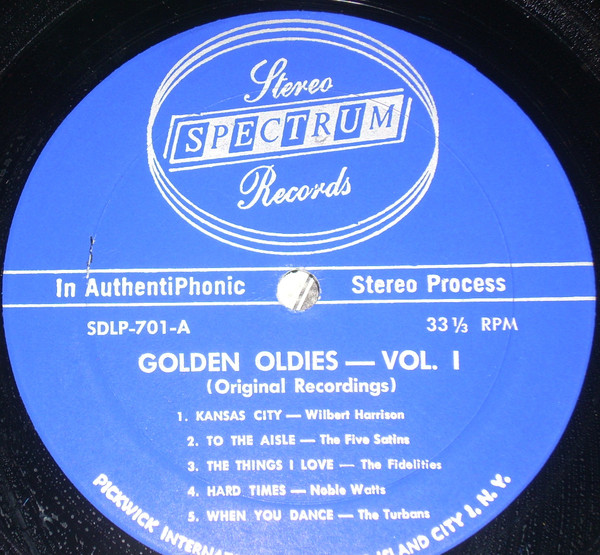 Stereo
SPECTRUM
Records
In AuthentiPhonic Stereo Process
SDLP-701-A 33 ⅓ RPM
GOLDEN OLDIES — VOL. I
(Original Recordings)
1. KANSAS CITY — Wilbert Harrison
2. TO THE AISLE — The Five Satins
3. THE THINGS I LOVE — The Fidelities
4. HARD TIMES — Noble Watts
5. WHEN YOU DANCE — The Turbans
PICKWICK CITY 1, N. Y.